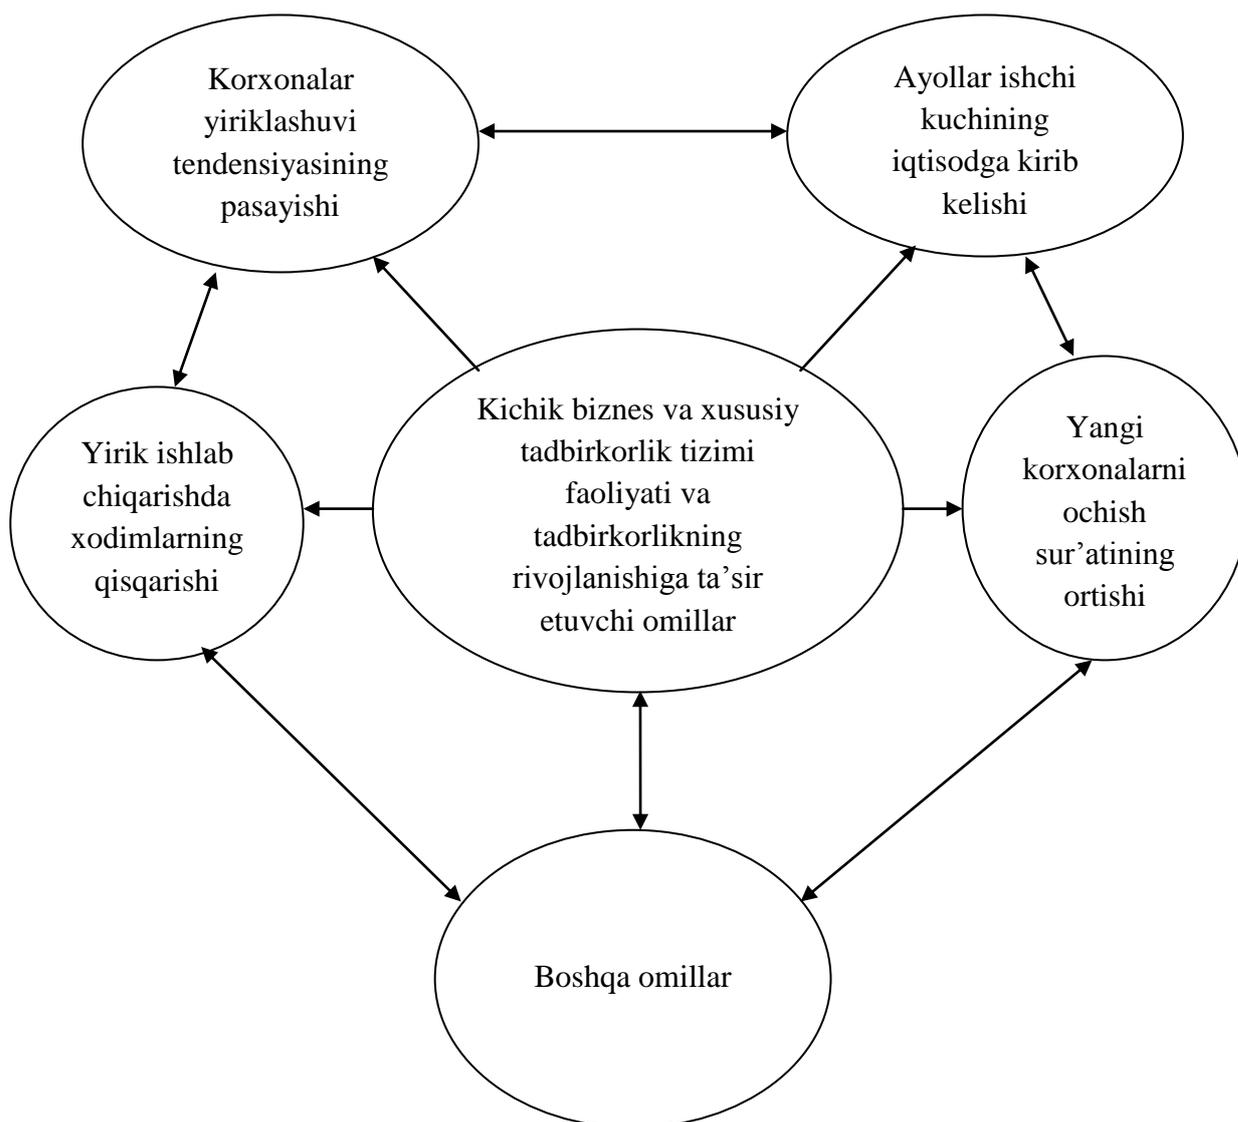 Korxonalar
yiriklashuvi
tendensiyasining
pasayishi
Ayollar ishchi
kuchining
iqtisodga kirib
kelishi
Yirik ishlab
chiqarishda
xodimlarning
qisqarishi
Kichik biznes va xususiy
tadbirkorlik tizimi
faoliyati va
tadbirkorlikning
rivojlanishiga ta’sir
etuvchi omillar
Yangi
korxonalarni
ochish
sur’atining
ortishi
Boshqa omillar